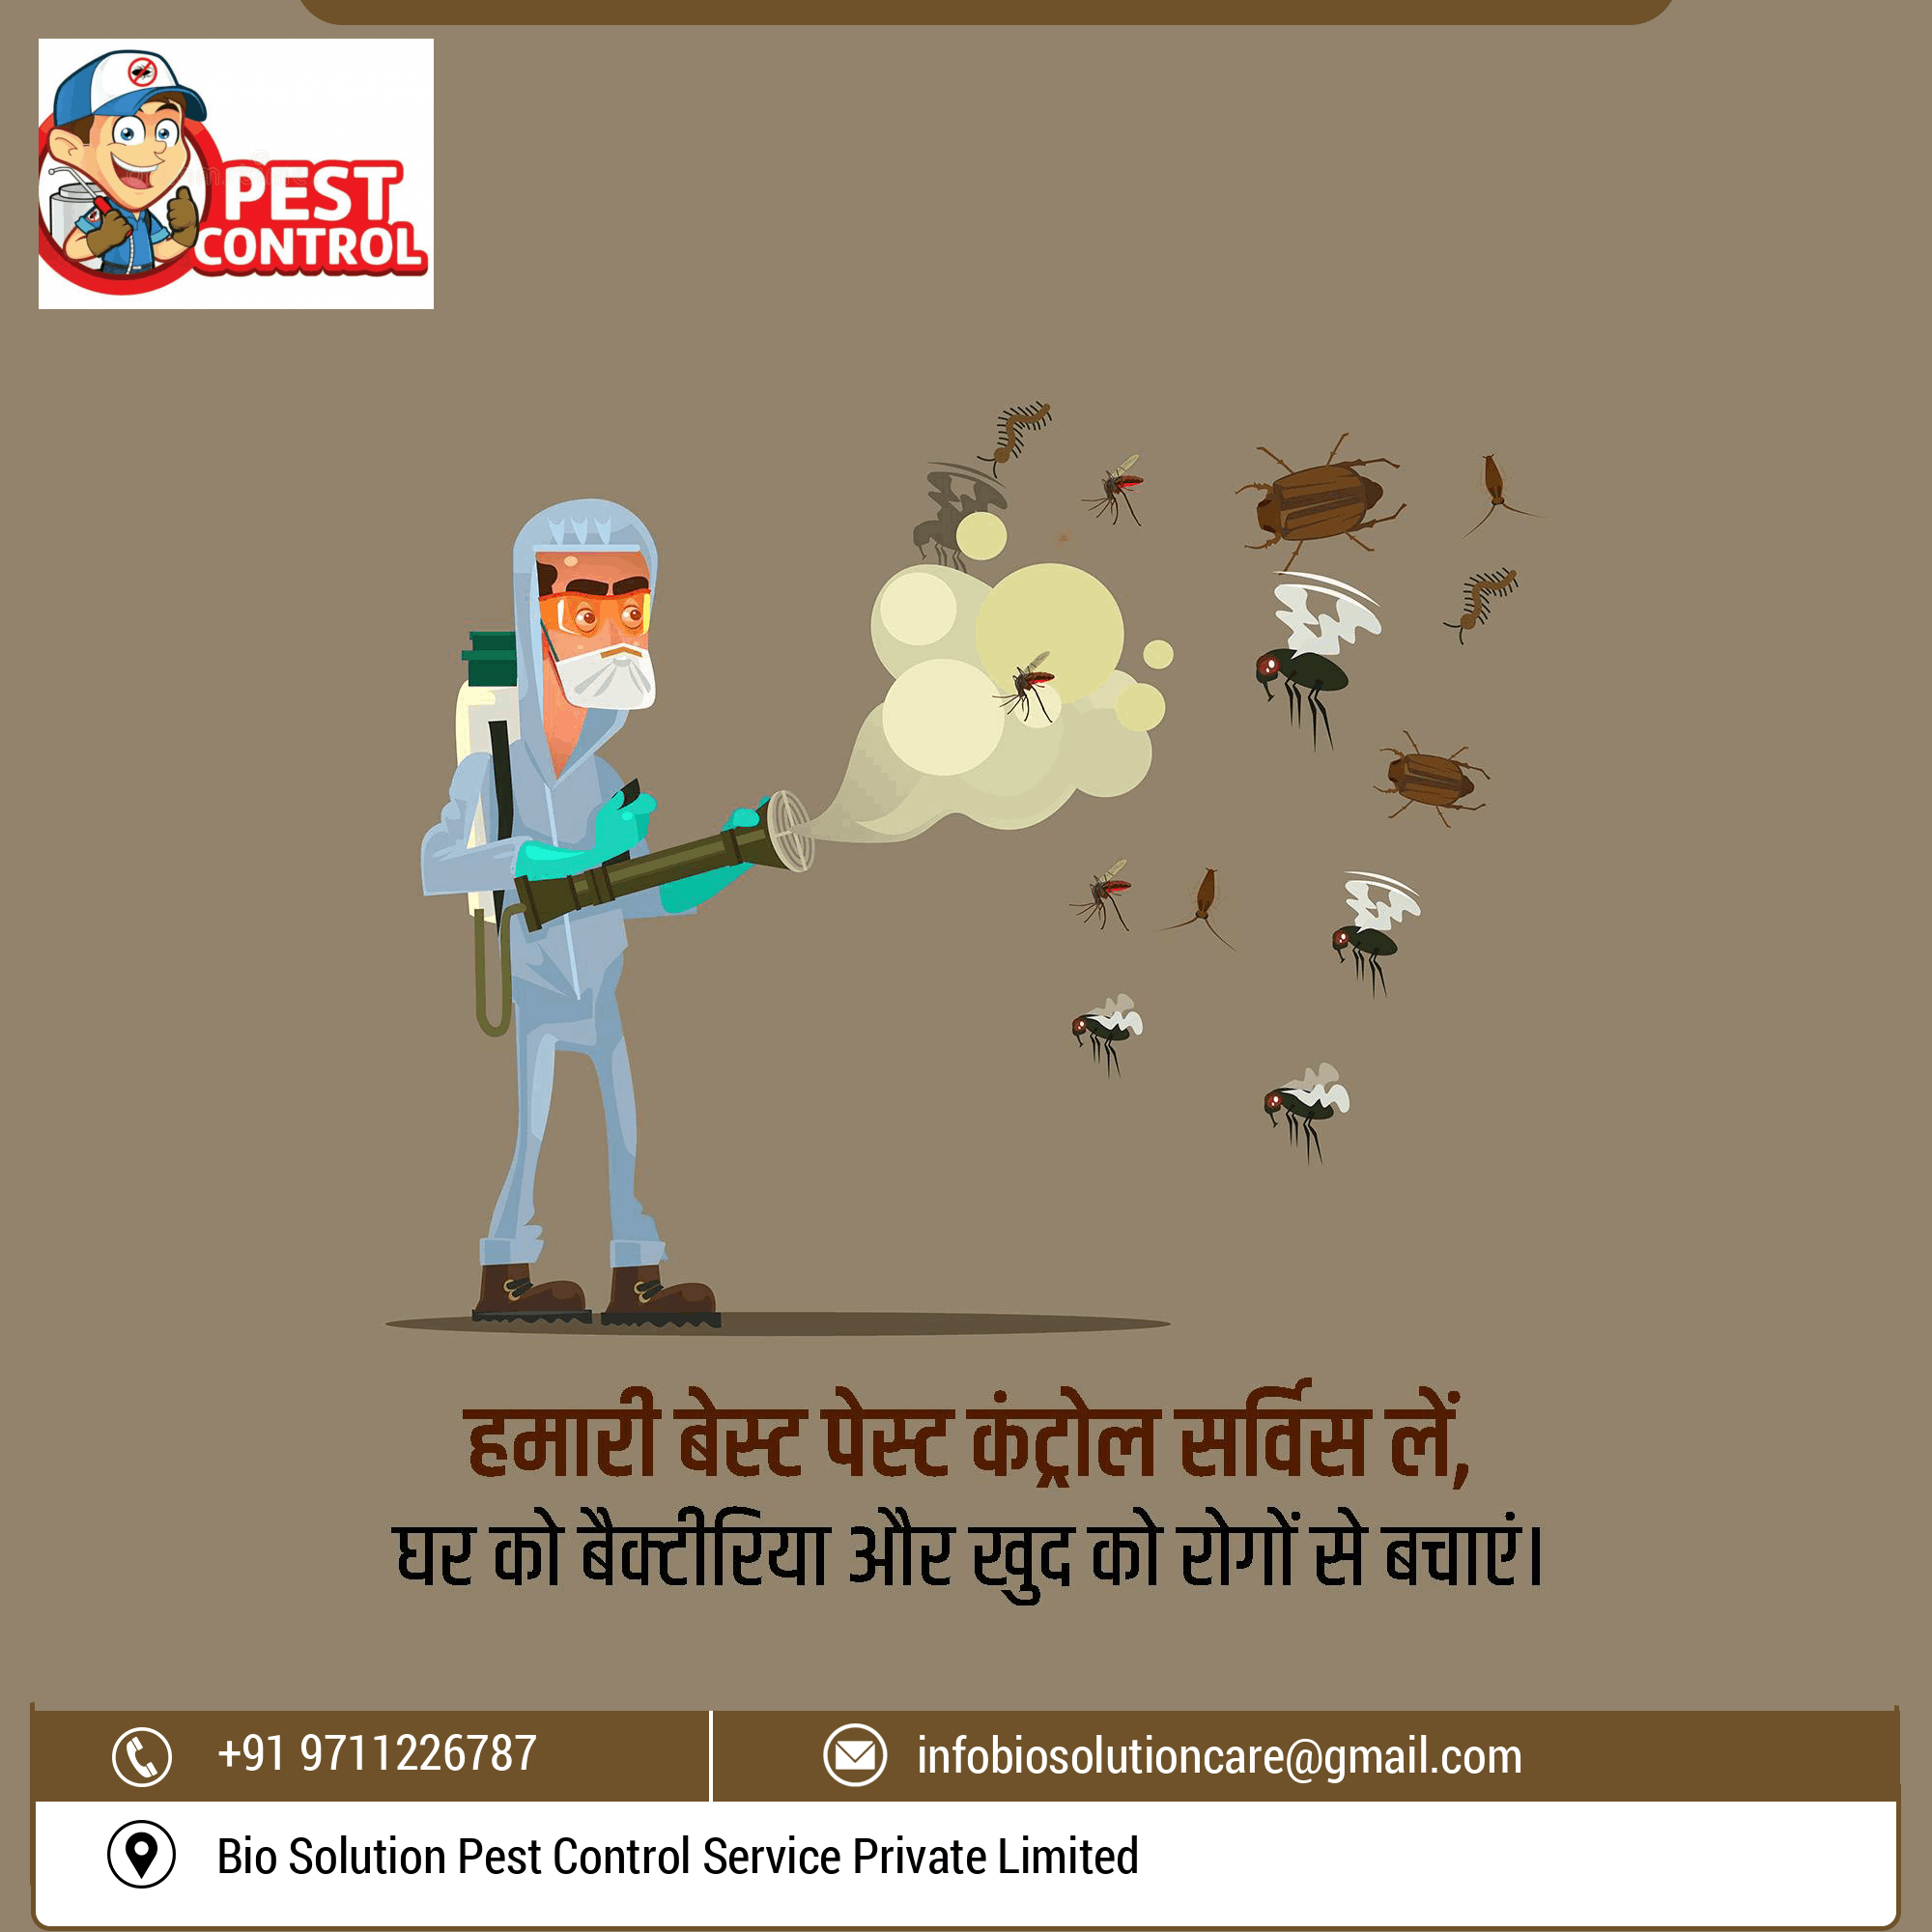 PEST
CONTROL
हमारी बेस्ट पेस्ट कंट्रोल सर्विस लें,
घर को बैक्टीरिया और खुद को रोगों से बचाएं।
+91 9711226787
infobiosolutioncare@gmail.com
Bio Solution Pest Control Service Private Limited